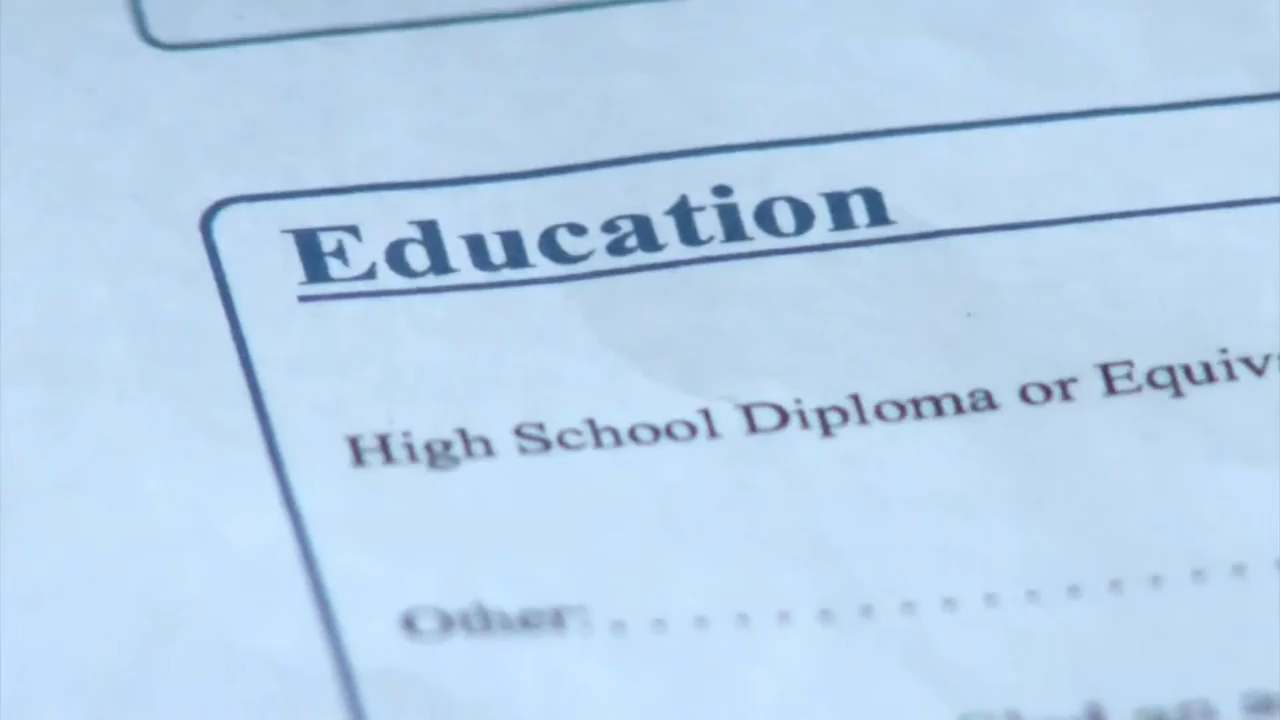 Education
High School Diploma or Equiv
Other:....................